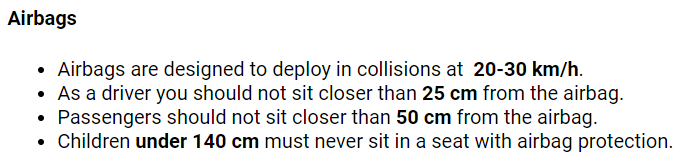 Airbags
• Airbags are designed to deploy in collisions at  20-30 km/h.
• As a driver you should not sit closer than 25 cm from the airbag.
• Passengers should not sit closer than 50 cm from the airbag.
• Children under 140 cm must never sit in a seat with airbag protection.